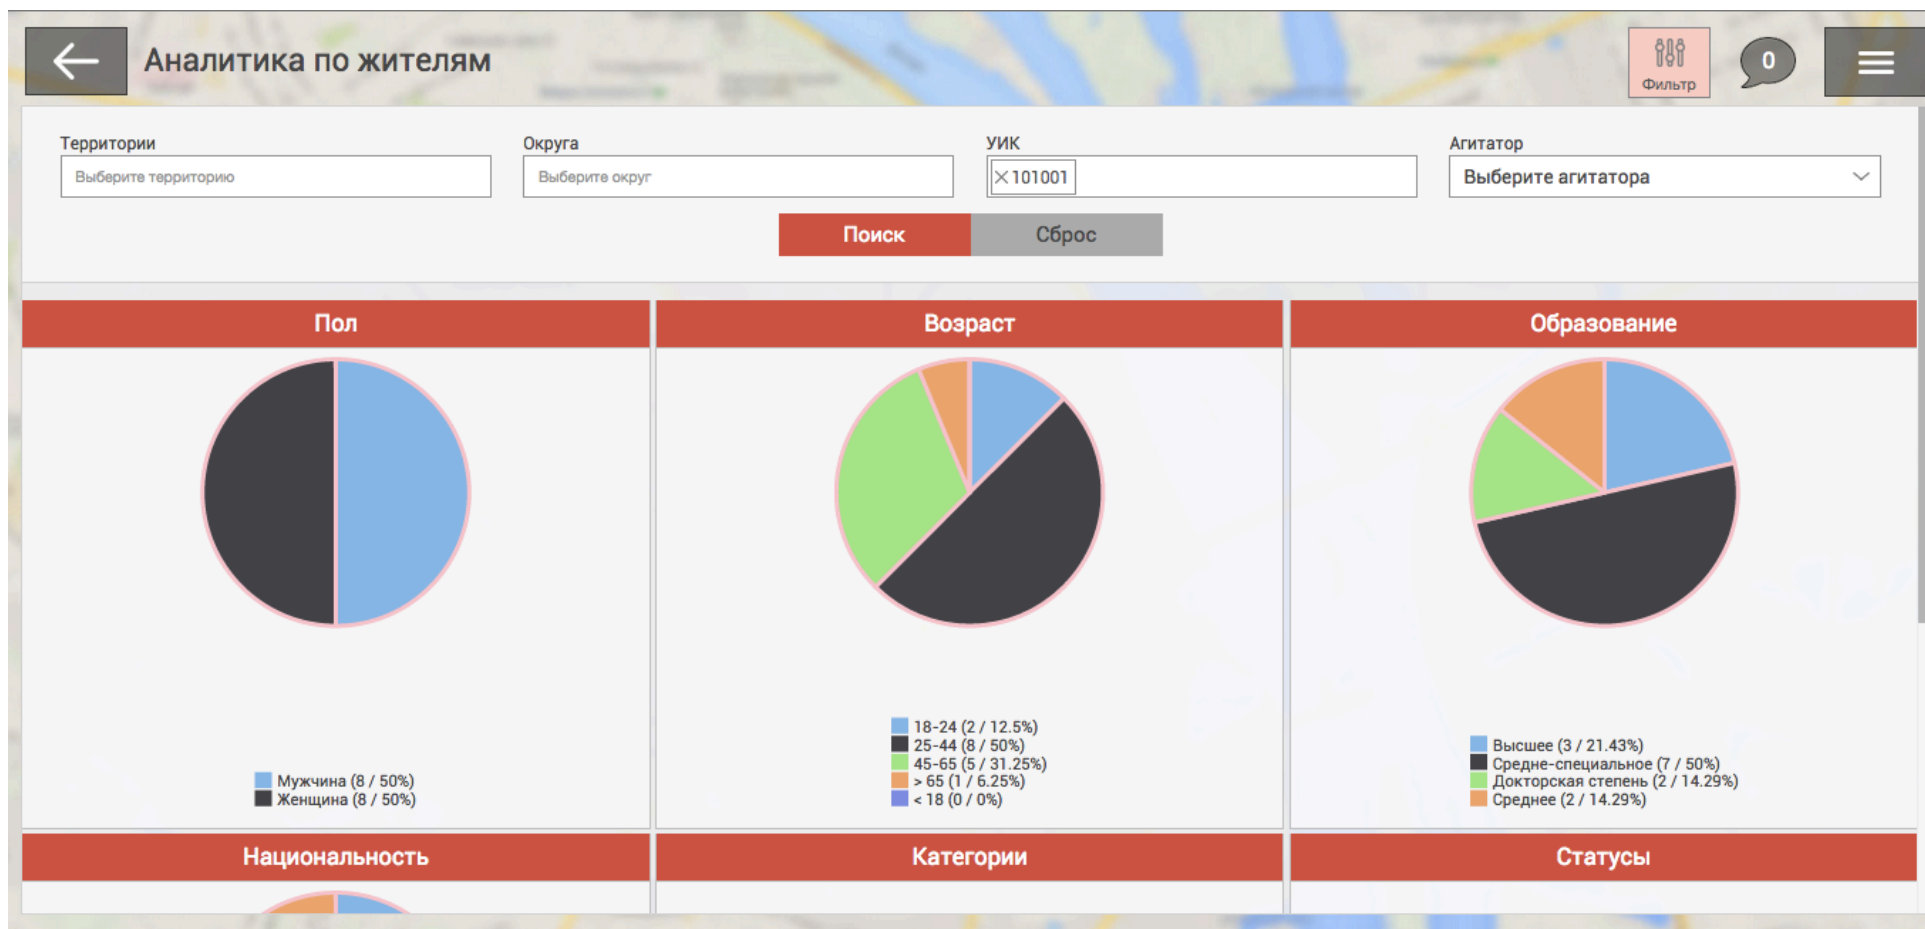 Аналитика по жителям
Фильтр
0
Территории
Округа
УИК
Агитатор
Выберите территорию
Выберите округ
×101001
Выберите агитатора
Поиск
Сброс
Пол
Возраст
Образование
Мужчина (8 / 50%)
Женщина (8 / 50%)
18-24 (2 / 12.5%)
25-44 (8 / 50%)
45-65 (5 / 31.25%)
> 65 (1 / 6.25%)
< 18 (0 / 0%)
Высшее (3 / 21.43%)
Средне-специальное (7 / 50%)
Докторская степень (2 / 14.29%)
Среднее (2 / 14.29%)
Национальность
Категории
Статусы